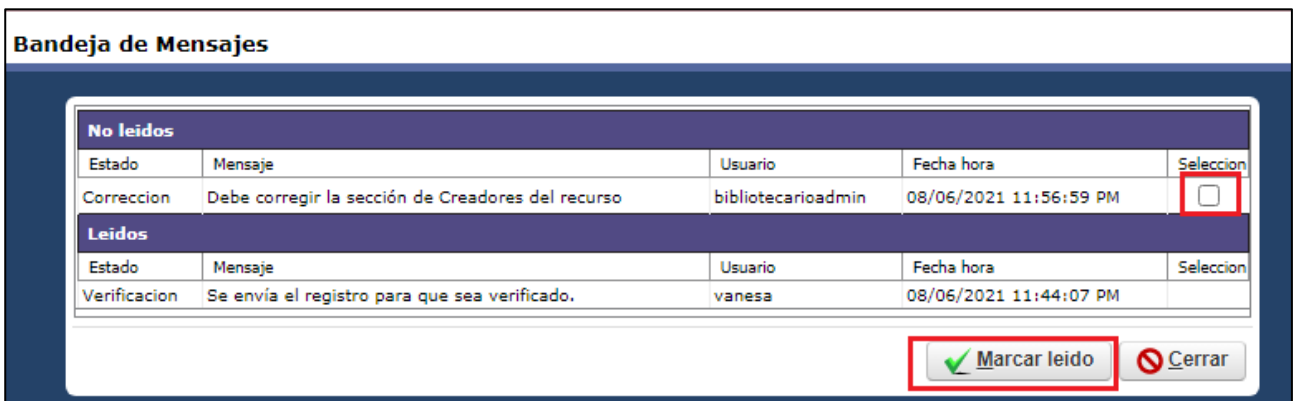 Bandeja de Mensajes
No leidos
Estado Mensaje Usuario Fecha hora Seleccion
Correccion Debe corregir la sección de Creadores del recurso bibliotecarioadmin 08/06/2021 11:56:59 PM
Leidos
Estado Mensaje Usuario Fecha hora Seleccion
Verificacion Se envía el registro para que sea verificado. vanesa 08/06/2021 11:44:07 PM
Marcar leido Cerrar